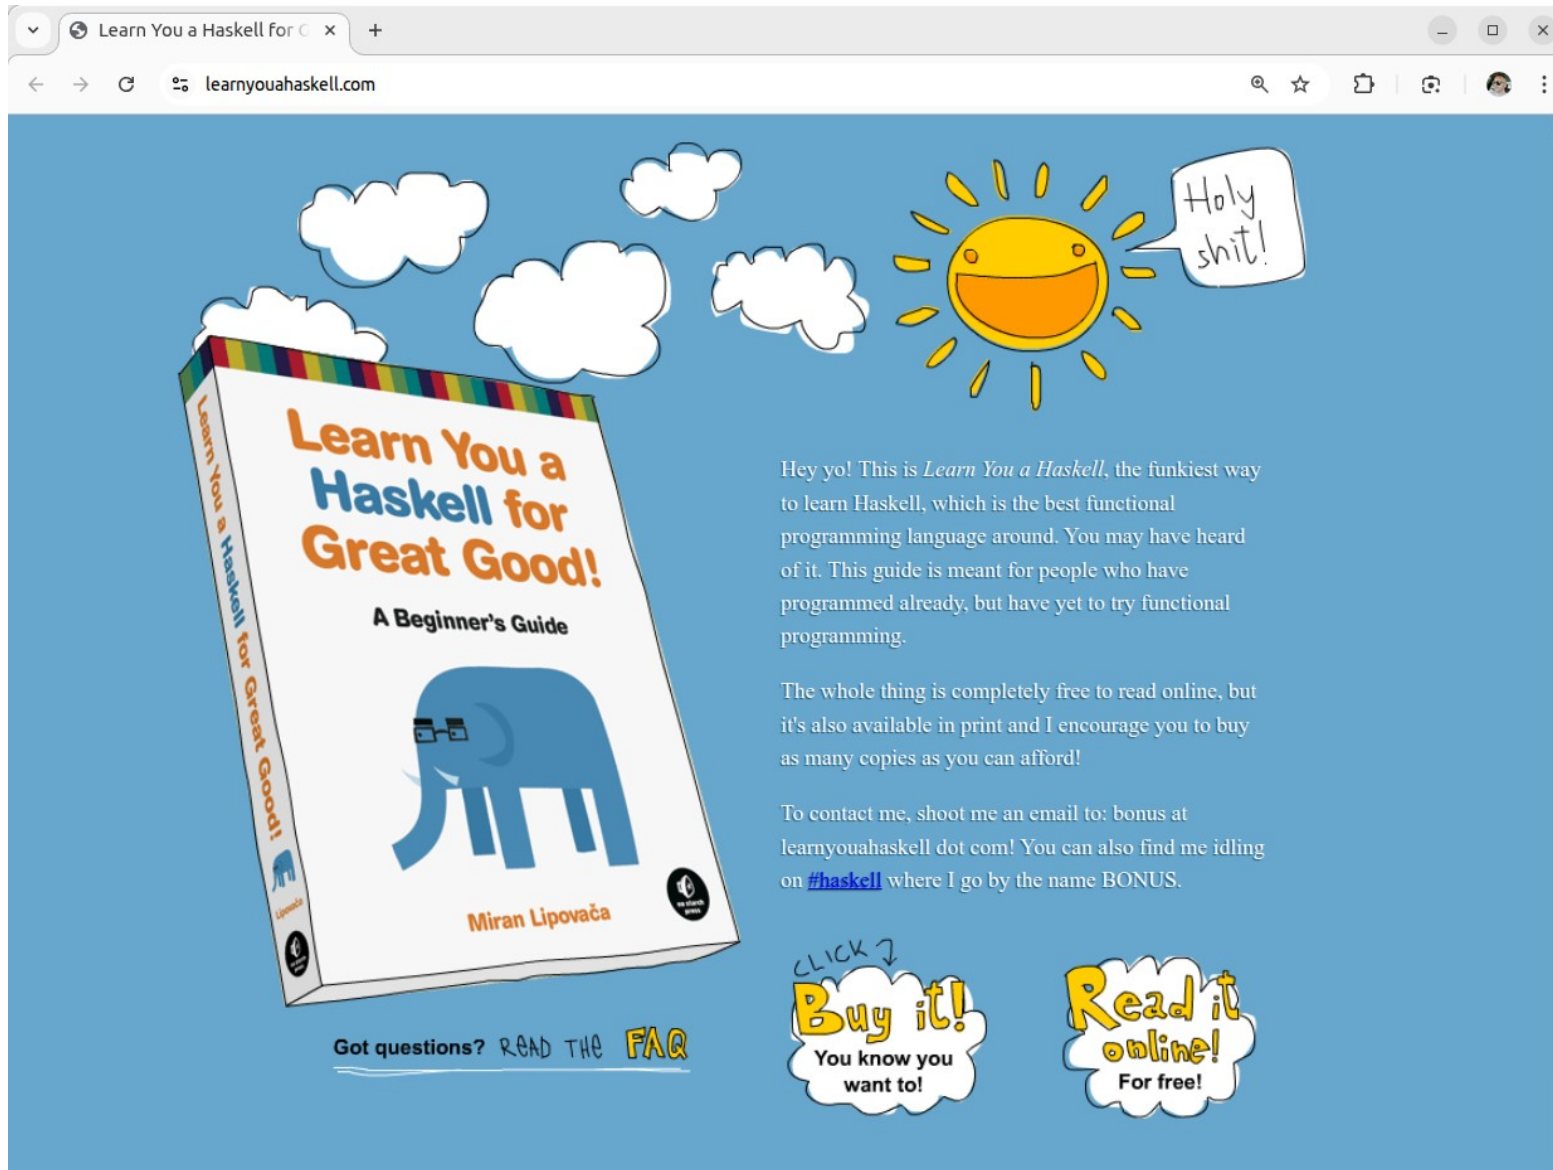 Learn You a Haskell for G
learnyouahaskell.com
Holy
shit!
Learn You a
Haskell for
Great Good!
A Beginner's Guide
Miran Lipovača
no starch
press
Learn You a Haskell for Great Good!
Lipovača
Hey yo! This is Learn You a Haskell, the funkiest way
to learn Haskell, which is the best functional
programming language around. You may have heard
of it. This guide is meant for people who have
programmed already, but have yet to try functional
programming.
The whole thing is completely free to read online, but
it's also available in print and I encourage you to buy
as many copies as you can afford!
To contact me, shoot me an email to: bonus at
learnyouahaskell dot com! You can also find me idling
on #haskell where I go by the name BONUS.
CLICK
Buy it!
You know you
want to!
Read it
online!
For free!
Got questions? READ THE FAQ